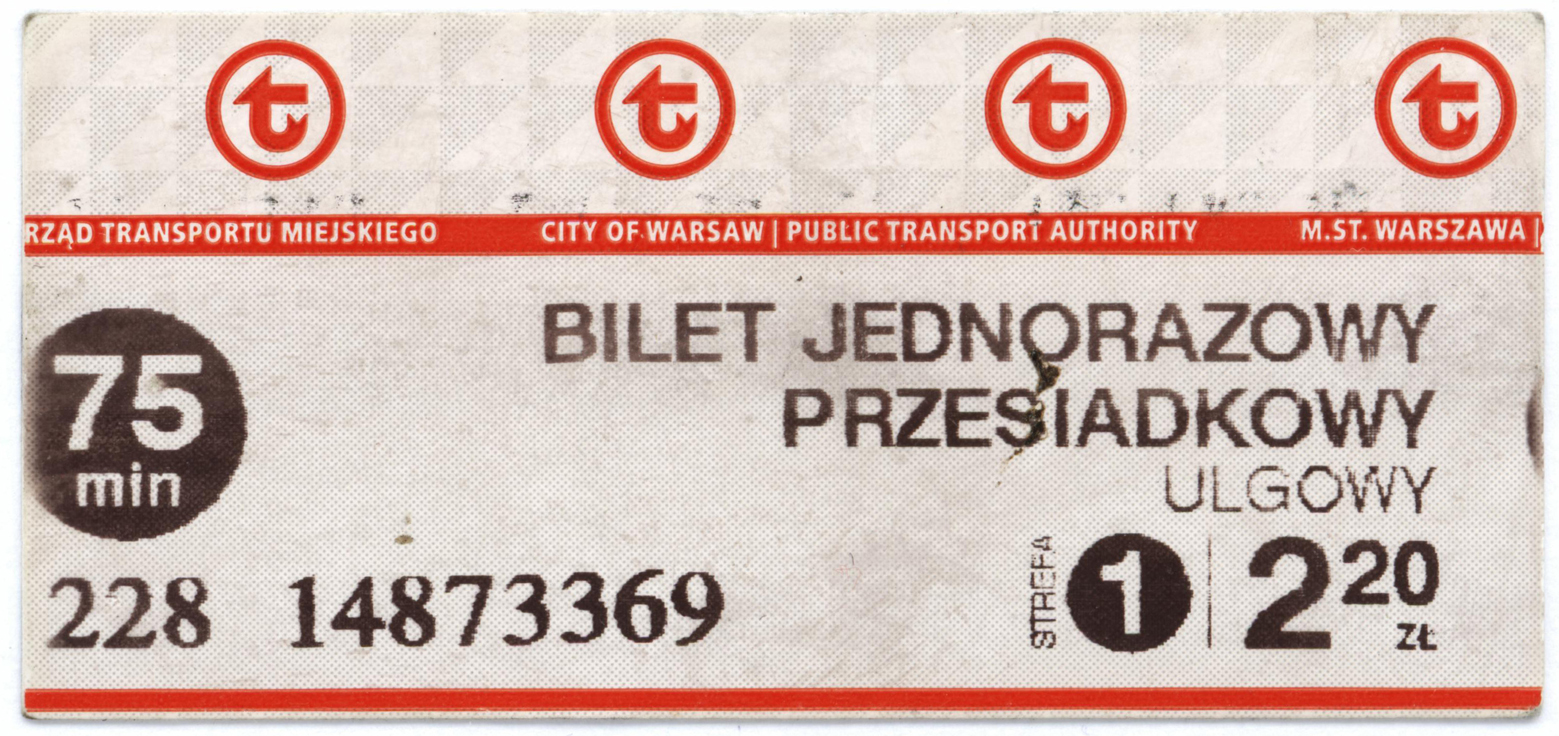 RZĄD TRANSPORTU MIEJSKIEGO CITY OF WARSAW | PUBLIC TRANSPORT AUTHORITY M.ST. WARSZAWA |
75
min
BILET JEDNORAZOWY
PRZESIADKOWY
ULGOWY
228 14873369
STREFA 1 | 2 20 ZŁ